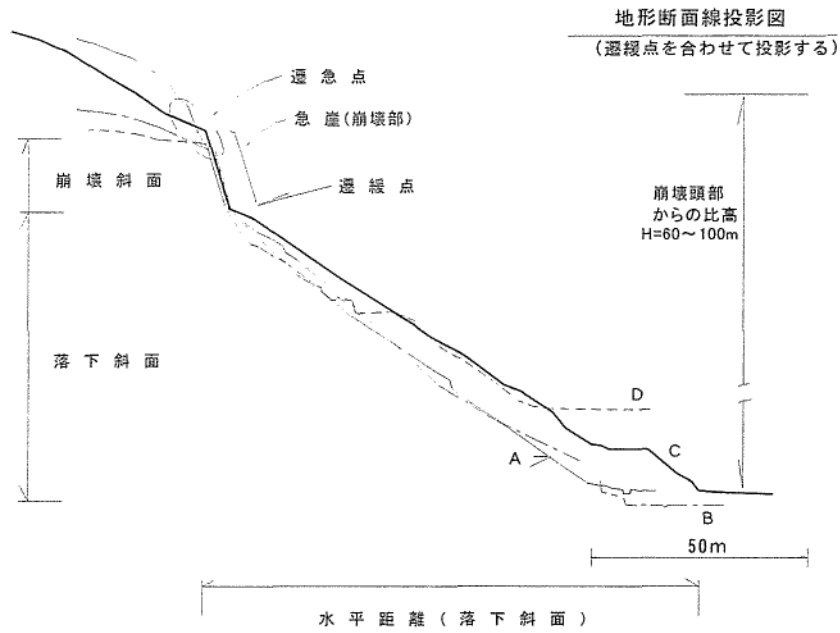 地形断面線投影図
(遷緩点を合わせて投影する)
遷急点
急崖(崩壊部)
崩壊斜面
遷緩点
崩壊頭部
からの比高
H=60～100m
落下斜面
D
C
A
B
50m
水平距離(落下斜面)